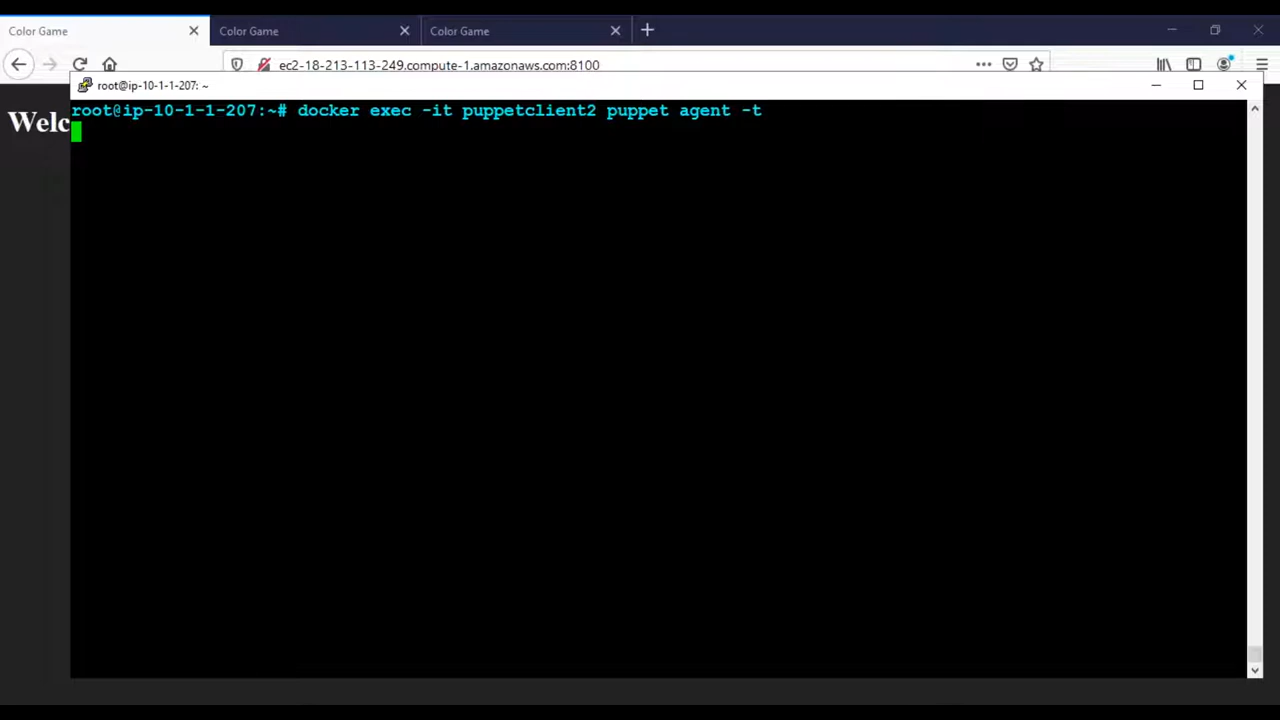 Color Game
Color Game
Color Game
ec2-18-213-113-249.compute-1.amazonaws.com:8100
root@ip-10-1-1-207: ~
Welc
root@ip-10-1-1-207:~# docker exec -it puppetclient2 puppet agent -t